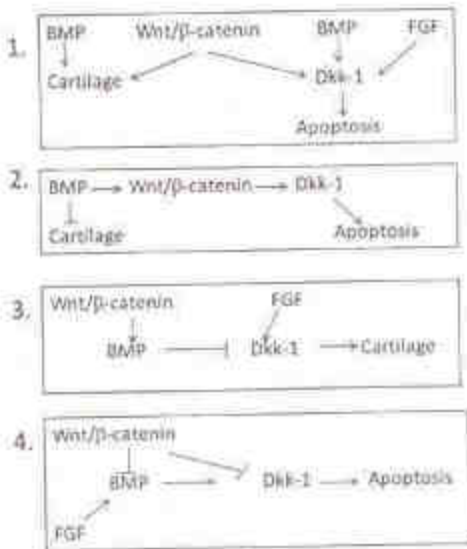 1.
BMP Wnt/β-catenin BMP FGF
Cartilage Dkk-1
Apoptosis
2.
BMP Wnt/β-catenin Dkk-1
Cartilage Apoptosis
3.
Wnt/β-catenin FGF
BMP Dkk-1 Cartilage
4.
Wnt/β-catenin
BMP Dkk-1 Apoptosis
FGF